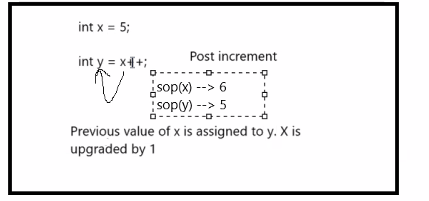 int x = 5;
int y = x++;
Post increment
sop(x) --> 6
sop(y) --> 5
Previous value of x is assigned to y. X is
upgraded by 1